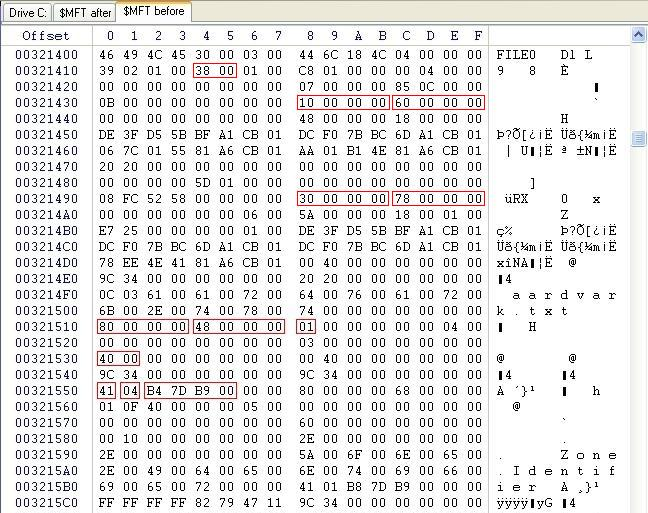 Drive C: $MFT after $MFT before
Offset 0 1 2 3 4 5 6 7 8 9 A B C D E F
00321400 46 49 4C 45 30 00 03 00 44 6C 18 4C 04 00 00 00 FILE0 Dl L
00321410 39 02 01 00 38 00 01 00 C8 01 00 00 00 04 00 00 9 8 È
00321420 00 00 00 00 00 00 00 00 07 00 00 00 85 0C 00 00
00321430 0B 00 00 00 00 00 00 00 10 00 00 00 60 00 00 00 `
00321440 00 00 00 00 00 00 00 00 48 00 00 00 18 00 00 00 H
00321450 DE 3F D5 5B BF A1 CB 01 DC F0 7B BC 6D A1 CB 01 Þ?Õ[¿¡Ë Üð{¼m¡Ë
00321460 06 7C 01 55 81 A6 CB 01 AA 01 B1 4E 81 A6 CB 01 | U¦Ë ª ±N¦Ë
00321470 20 20 00 00 00 00 00 00 00 00 00 00 00 00 00 00
00321480 00 00 00 00 5D 01 00 00 00 00 00 00 00 00 00 00 ]
00321490 08 FC 52 58 00 00 00 00 30 00 00 00 78 00 00 00 üRX 0 x
003214A0 00 00 00 00 00 00 06 00 5A 00 00 00 18 00 01 00 Z
003214B0 E7 25 00 00 00 00 01 00 DE 3F D5 5B BF A1 CB 01 ç% Þ?Õ[¿¡Ë
003214C0 DC F0 7B BC 6D A1 CB 01 DC F0 7B BC 6D A1 CB 01 Üð{¼m¡Ë Üð{¼m¡Ë
003214D0 78 EE 4E 41 81 A6 CB 01 00 40 00 00 00 00 00 00 xîNA¦Ë @
003214E0 9C 34 00 00 00 00 00 00 20 20 00 00 00 00 00 00 4
003214F0 0C 03 61 00 61 00 72 00 64 00 76 00 61 00 72 00 a a r d v a r
00321500 6B 00 2E 00 74 00 78 00 74 00 00 00 00 00 00 00 k . t x t
00321510 80 00 00 00 48 00 00 00 01 00 00 00 00 00 04 00 H
00321520 00 00 00 00 00 00 00 00 03 00 00 00 00 00 00 00
00321530 40 00 00 00 00 00 00 00 00 40 00 00 00 00 00 00 @ @
00321540 9C 34 00 00 00 00 00 00 9C 34 00 00 00 00 00 00 4 4
00321550 41 04 B4 7D B9 00 00 00 80 00 00 00 68 00 00 00 A ´}¹ h
00321560 01 0F 40 00 00 00 05 00 00 00 00 00 00 00 00 00 @
00321570 00 00 00 00 00 00 00 00 60 00 00 00 00 00 00 00 `
00321580 00 10 00 00 00 00 00 00 2E 00 00 00 00 00 00 00 .
00321590 2E 00 00 00 00 00 00 00 5A 00 6F 00 6E 00 65 00 . Z o n e
003215A0 2E 00 49 00 64 00 65 00 6E 00 74 00 69 00 66 00 . I d e n t i f
003215B0 69 00 65 00 72 00 00 00 41 01 B8 7D B9 00 00 00 i e r A ¸}¹
003215C0 FF FF FF FF 82 79 47 11 9C 34 00 00 00 00 00 00 ÿÿÿÿyG 4